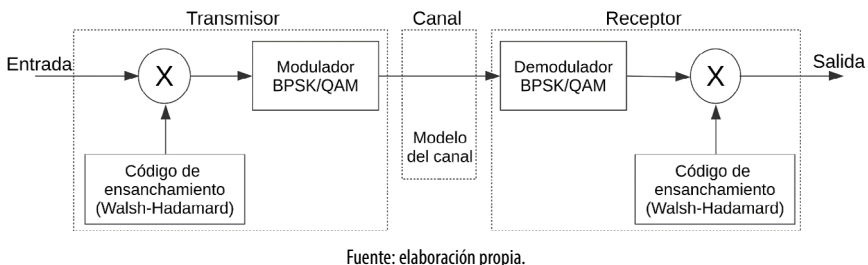 Transmisor
Canal
Receptor
Entrada
X
Modulador
BPSK/QAM
Modelo
del canal
Demodulador
BPSK/QAM
X
Salida
Código de
ensanchamiento
(Walsh-Hadamard)
Código de
ensanchamiento
(Walsh-Hadamard)
Fuente: elaboración propia.